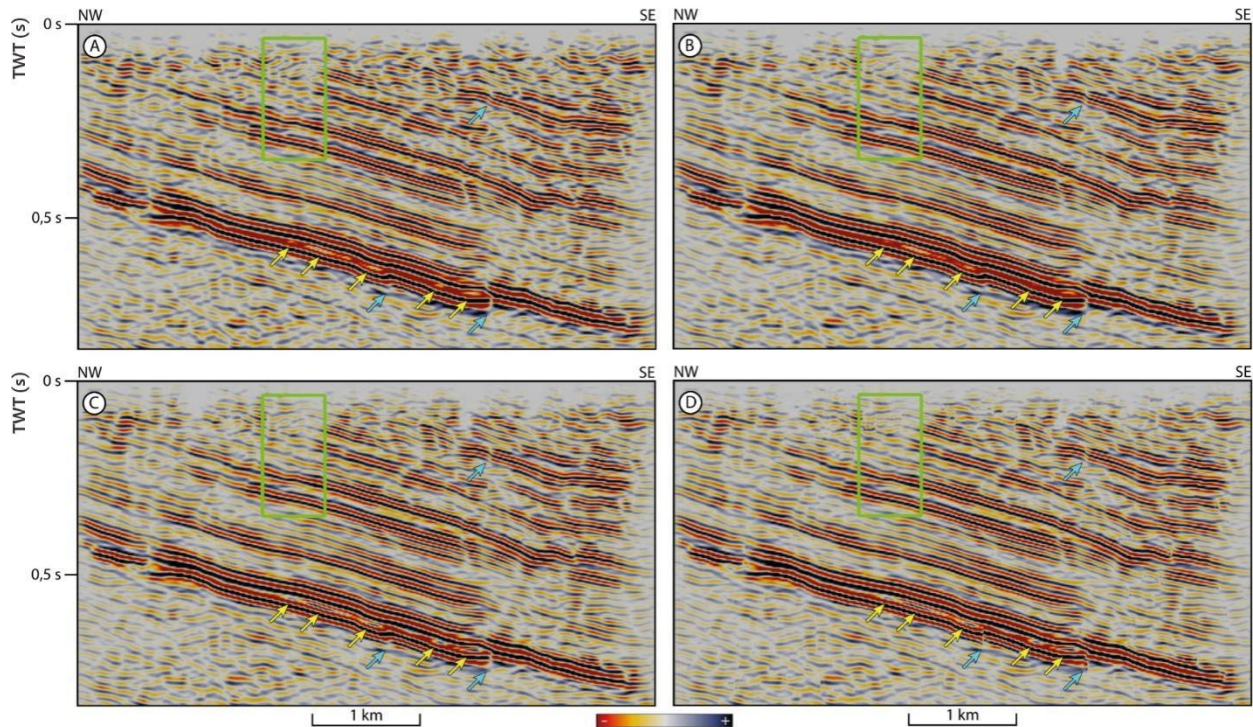 NW SE NW SE
0 s
TWT (s)
A B
0,5 s
NW SE NW SE
0 s
TWT (s)
C D
0,5 s
1 km - + 1 km